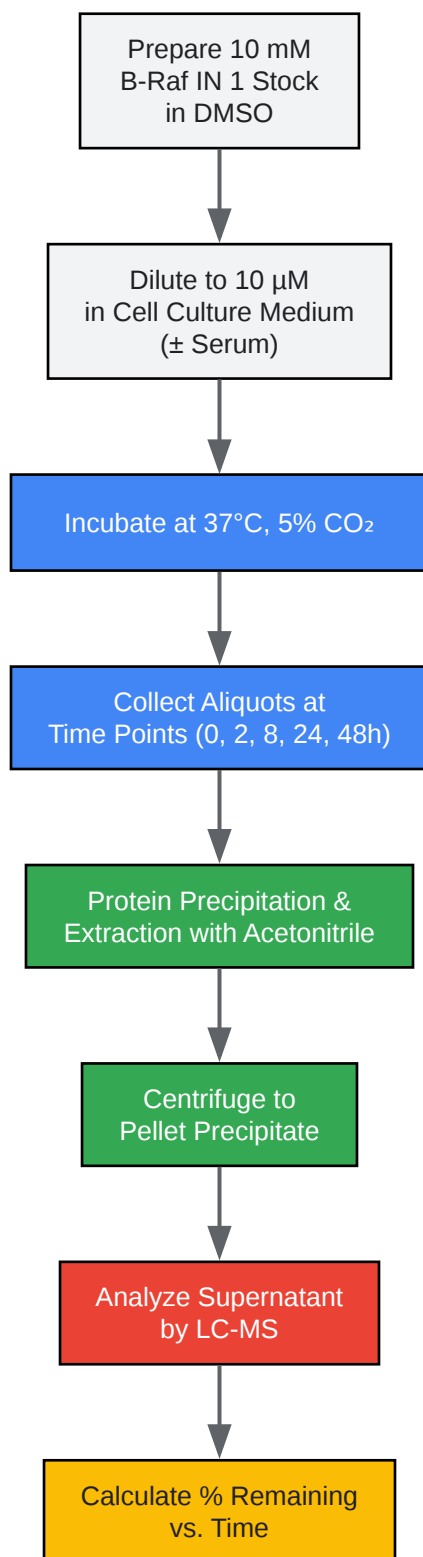 Prepare 10 mM
B-Raf IN 1 Stock
in DMSO
Dilute to 10 µM
in Cell Culture Medium
(± Serum)
Incubate at 37°C, 5% CO₂
Collect Aliquots at
Time Points (0, 2, 8, 24, 48h)
Protein Precipitation &
Extraction with Acetonitrile
Centrifuge to
Pellet Precipitate
Analyze Supernatant
by LC-MS
Calculate % Remaining
vs. Time